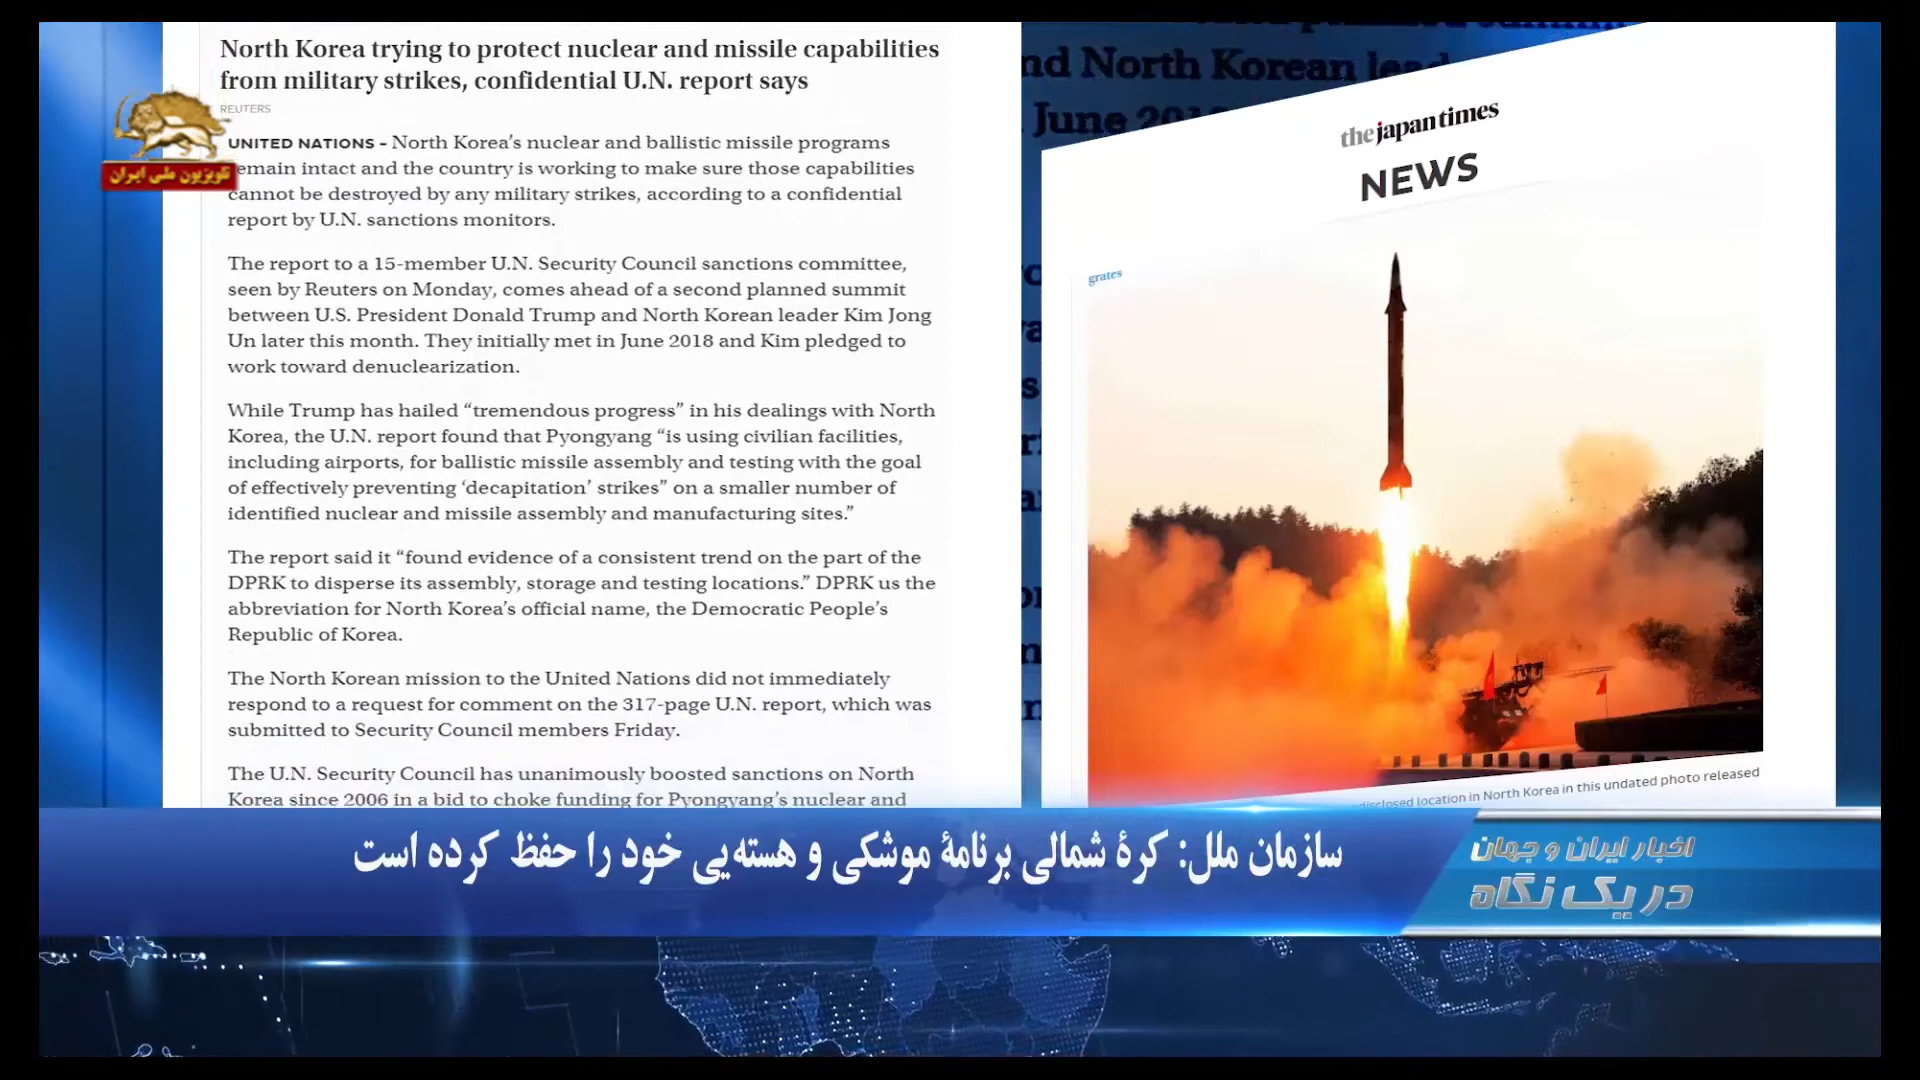 North Korea trying to protect nuclear and missile capabilities
from military strikes, confidential U.N. report says
REUTERS
تلویزیون ملی ایران
UNITED NATIONS – North Korea’s nuclear and ballistic missile programs
remain intact and the country is working to make sure those capabilities
cannot be destroyed by any military strikes, according to a confidential
report by U.N. sanctions monitors.
The report to a 15-member U.N. Security Council sanctions committee,
seen by Reuters on Monday, comes ahead of a second planned summit
between U.S. President Donald Trump and North Korean leader Kim Jong
Un later this month. They initially met in June 2018 and Kim pledged to
work toward denuclearization.
While Trump has hailed “tremendous progress” in his dealings with North
Korea, the U.N. report found that Pyongyang “is using civilian facilities,
including airports, for ballistic missile assembly and testing with the goal
of effectively preventing ‘decapitation’ strikes” on a smaller number of
identified nuclear and missile assembly and manufacturing sites.”
The report said it “found evidence of a consistent trend on the part of the
DPRK to disperse its assembly, storage and testing locations.” DPRK us the
abbreviation for North Korea’s official name, the Democratic People’s
Republic of Korea.
The North Korean mission to the United Nations did not immediately
respond to a request for comment on the 317-page U.N. report, which was
submitted to Security Council members Friday.
The U.N. Security Council has unanimously boosted sanctions on North
Korea since 2006 in a bid to choke funding for Pyongyang’s nuclear and
nd North Korean
June
the japan times
NEWS
grates
location in North Korea in this undated photo released
سازمان ملل: کرۀ شمالی برنامۀ موشکی و هسته‌یی خود را حفظ کرده است
اخبار ایران و جهان
در یک نگاه